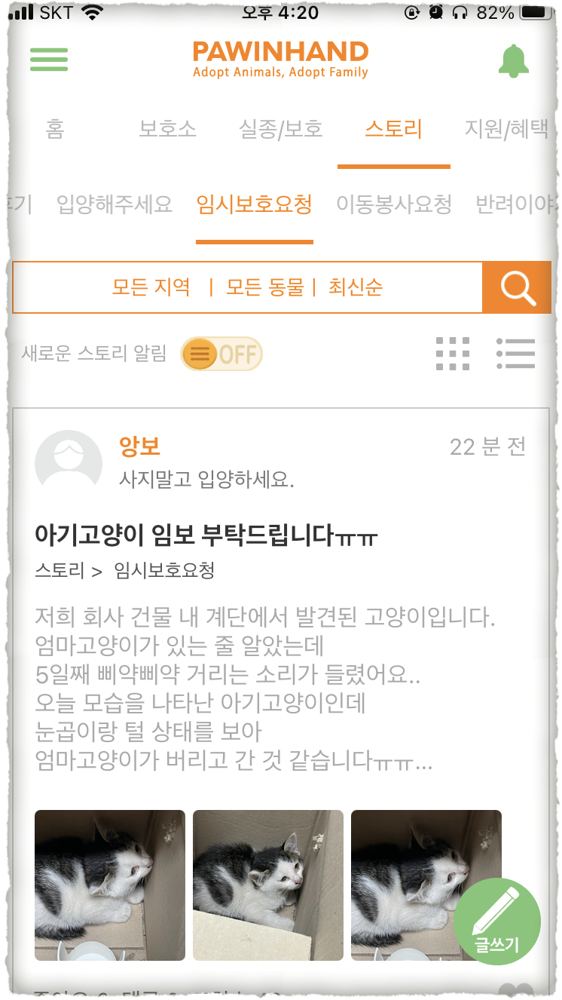 SKT 오후 4:20 82%
PAWINHAND
Adopt Animals, Adopt Family
홈 보호소 실종/보호 스토리 지원/혜택
입양해주세요 임시보호요청 이동봉사요청
모든 지역 | 모든 동물 | 최신순
새로운 스토리 알림 OFF
앙보 22 분 전
사지말고 입양하세요.
아기고양이 임보 부탁드립니다ㅠㅠ
스토리 > 임시보호요청
저희 회사 건물 내 계단에서 발견된 고양이입니다.
엄마고양이가 있는 줄 알았는데
5일째 삐약삐약 거리는 소리가 들렸어요..
오늘 모습을 나타난 아기고양이인데
눈곱이랑 털 상태를 보아
엄마고양이가 버리고 간 것 같습니다ㅠㅠ...
글쓰기